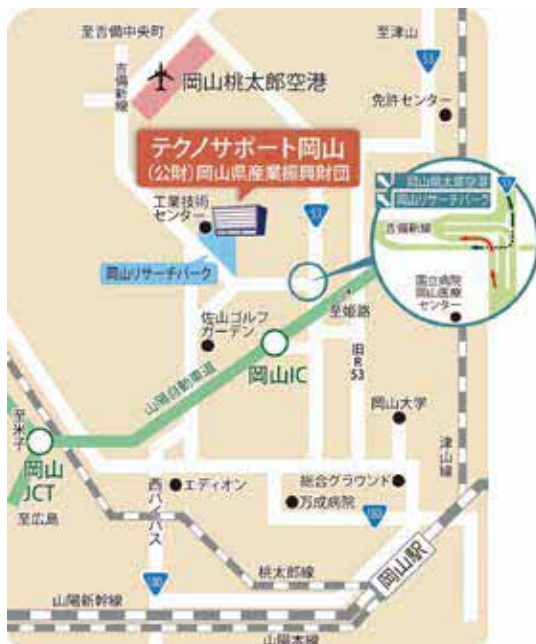 至吉備中央町
至津山
53
吉備新線
岡山桃太郎空港
免許センター
テクノサポート岡山
(公財)岡山県産業振興財団
工業技術
センター
53
岡山桃太郎空港
岡山リサーチパーク
53
吉備新線
岡山リサーチパーク
国立病院
岡山医療
センター
至姫路
佐山ゴルフ
ガーデン
岡山IC
旧R53
山陽自動車道
岡山大学
至米子
岡山
JCT
津山線
至広島
西バイパス
エディオン
総合グラウンド
万成病院
180
岡山駅
桃太郎線
180
山陽新幹線
山陽本線